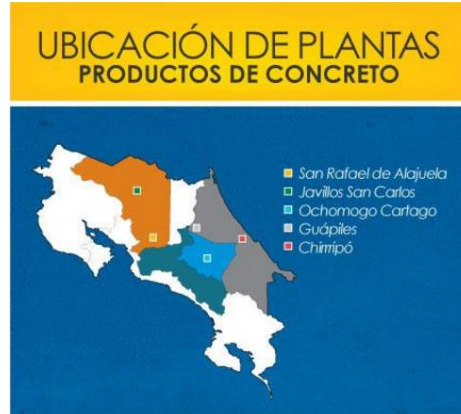 UBICACIÓN DE PLANTAS
PRODUCTOS DE CONCRETO
San Rafael de Alajuela
Javillos San Carlos
Ochomogo Cartago
Guápiles
Chirripó